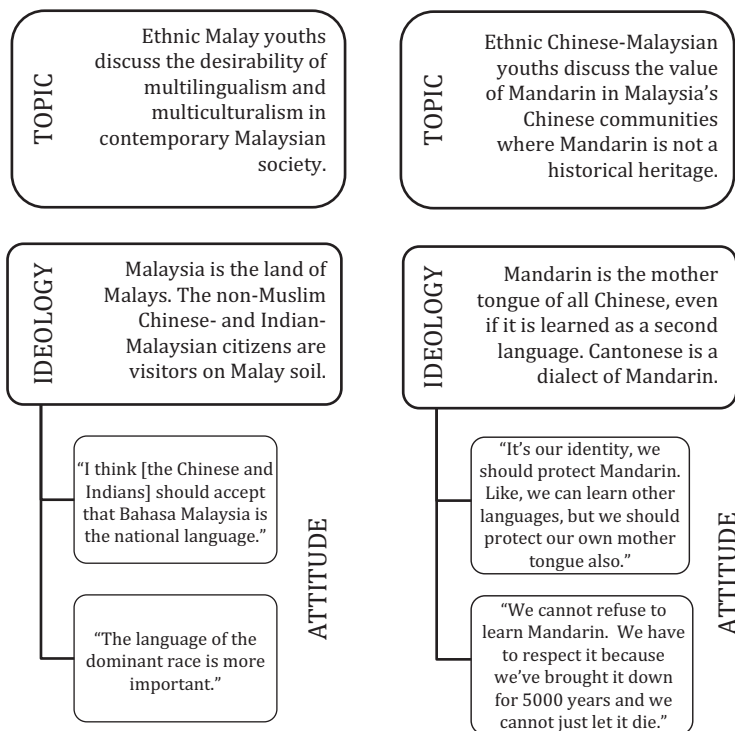 TOPIC
Ethnic Malay youths
discuss the desirability of
multilingualism and
multiculturalism in
contemporary Malaysian
society.
IDEOLOGY
Malaysia is the land of
Malays. The non-Muslim
Chinese- and Indian-
Malaysian citizens are
visitors on Malay soil.
“I think [the Chinese and
Indians] should accept
that Bahasa Malaysia is
the national language.”
“The language of the
dominant race is more
important.”
ATTITUDE
TOPIC
Ethnic Chinese-Malaysian
youths discuss the value
of Mandarin in Malaysia’s
Chinese communities
where Mandarin is not a
historical heritage.
IDEOLOGY
Mandarin is the mother
tongue of all Chinese, even
if it is learned as a second
language. Cantonese is a
dialect of Mandarin.
“It’s our identity, we
should protect Mandarin.
Like, we can learn other
languages, but we should
protect our own mother
tongue also.”
“We cannot refuse to
learn Mandarin.  We have
to respect it because
we’ve brought it down
for 5000 years and we
cannot just let it die.”
ATTITUDE